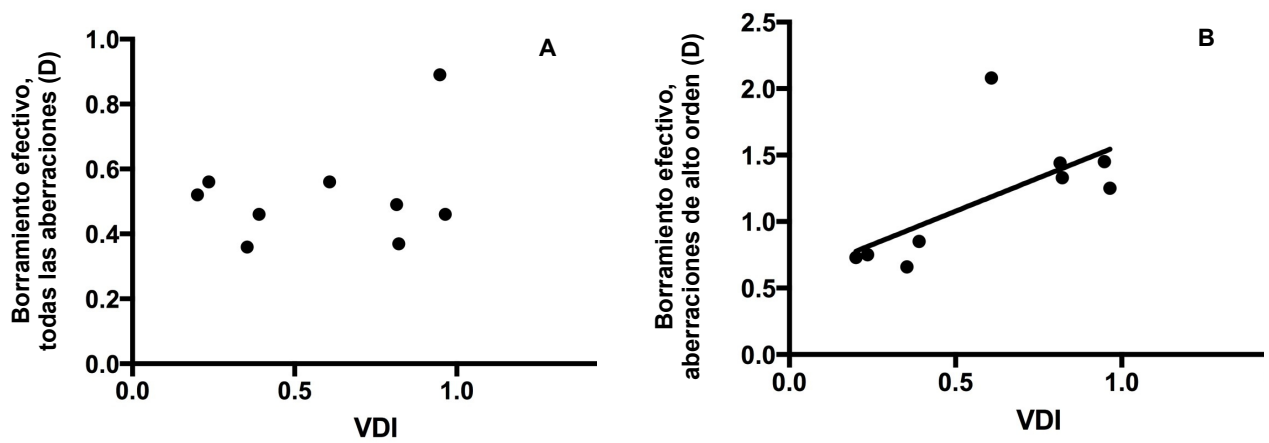 A
Borramiento efectivo,
todas las aberraciones (D)
1.0
0.8
0.6
0.4
0.2
0.0
0.0 0.5 1.0
VDI
B
Borramiento efectivo,
aberraciones de alto orden (D)
2.5
2.0
1.5
1.0
0.5
0.0
0.0 0.5 1.0
VDI